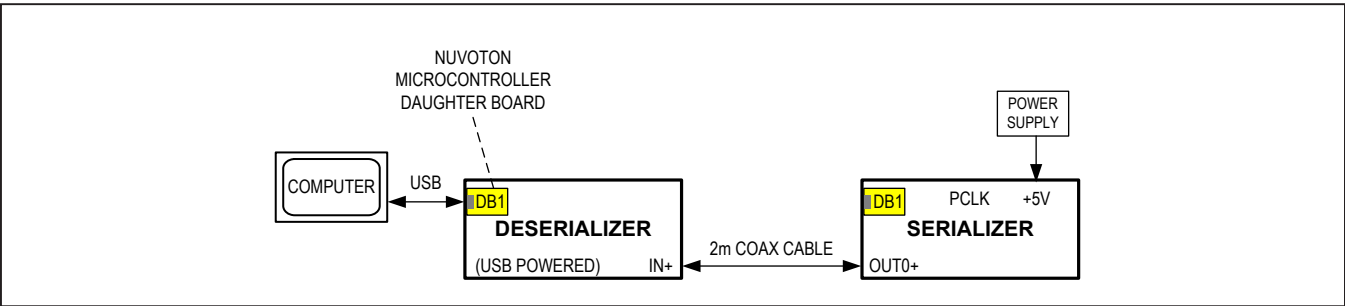 NUVOTON
MICROCONTROLLER
DAUGHTER BOARD
POWER
SUPPLY
COMPUTER
USB
DB1
DESERIALIZER
(USB POWERED)
IN+
2m COAX CABLE
DB1
PCLK
+5V
SERIALIZER
OUT0+